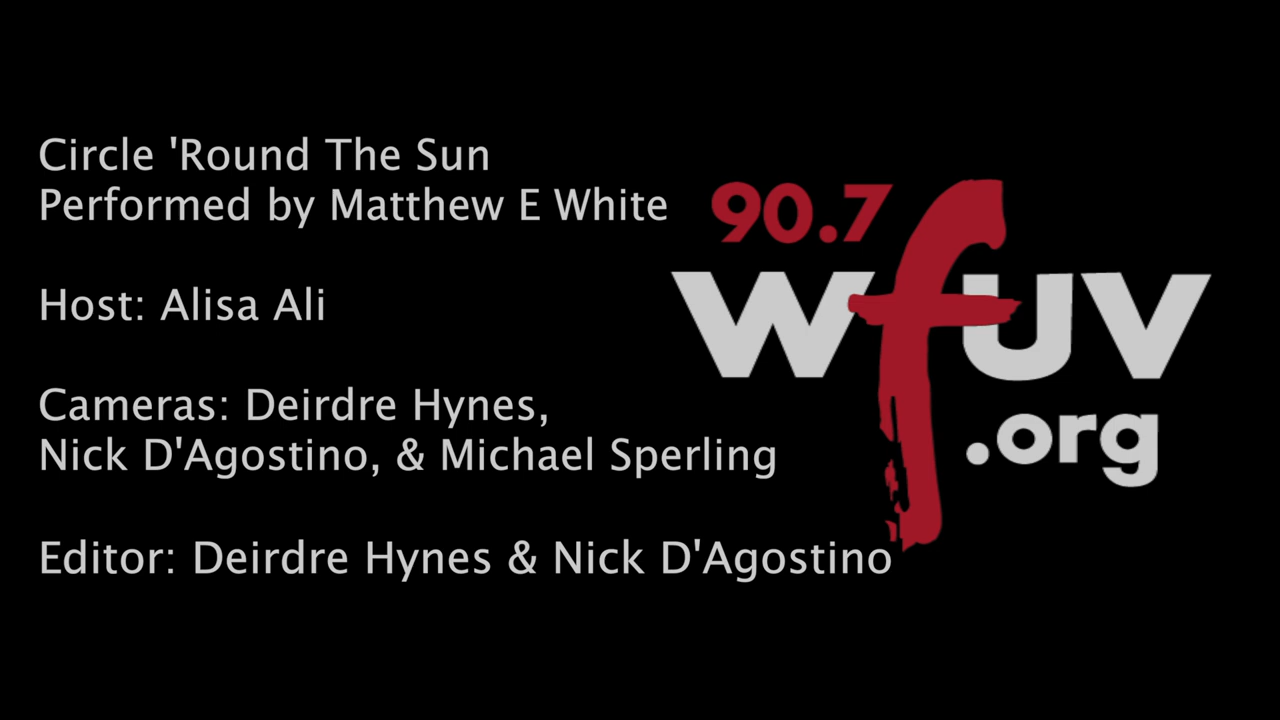 Circle 'Round The Sun
Performed by Matthew E White
Host: Alisa Ali
Cameras: Deirdre Hynes,
Nick D'Agostino, & Michael Sperling
Editor: Deirdre Hynes & Nick D'Agostino
90.7
wfuv
.org